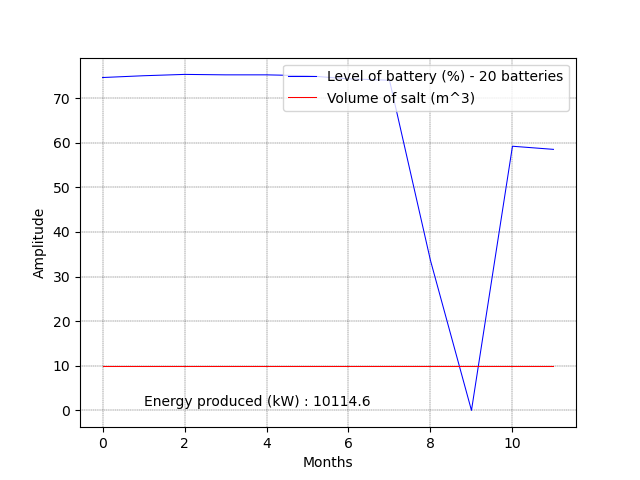 Level of battery (%) - 20 batteries
Volume of salt (m^3)
70
60
50
40
30
20
10
0
Amplitude
Energy produced (kW) : 10114.6
0 2 4 6 8 10
Months